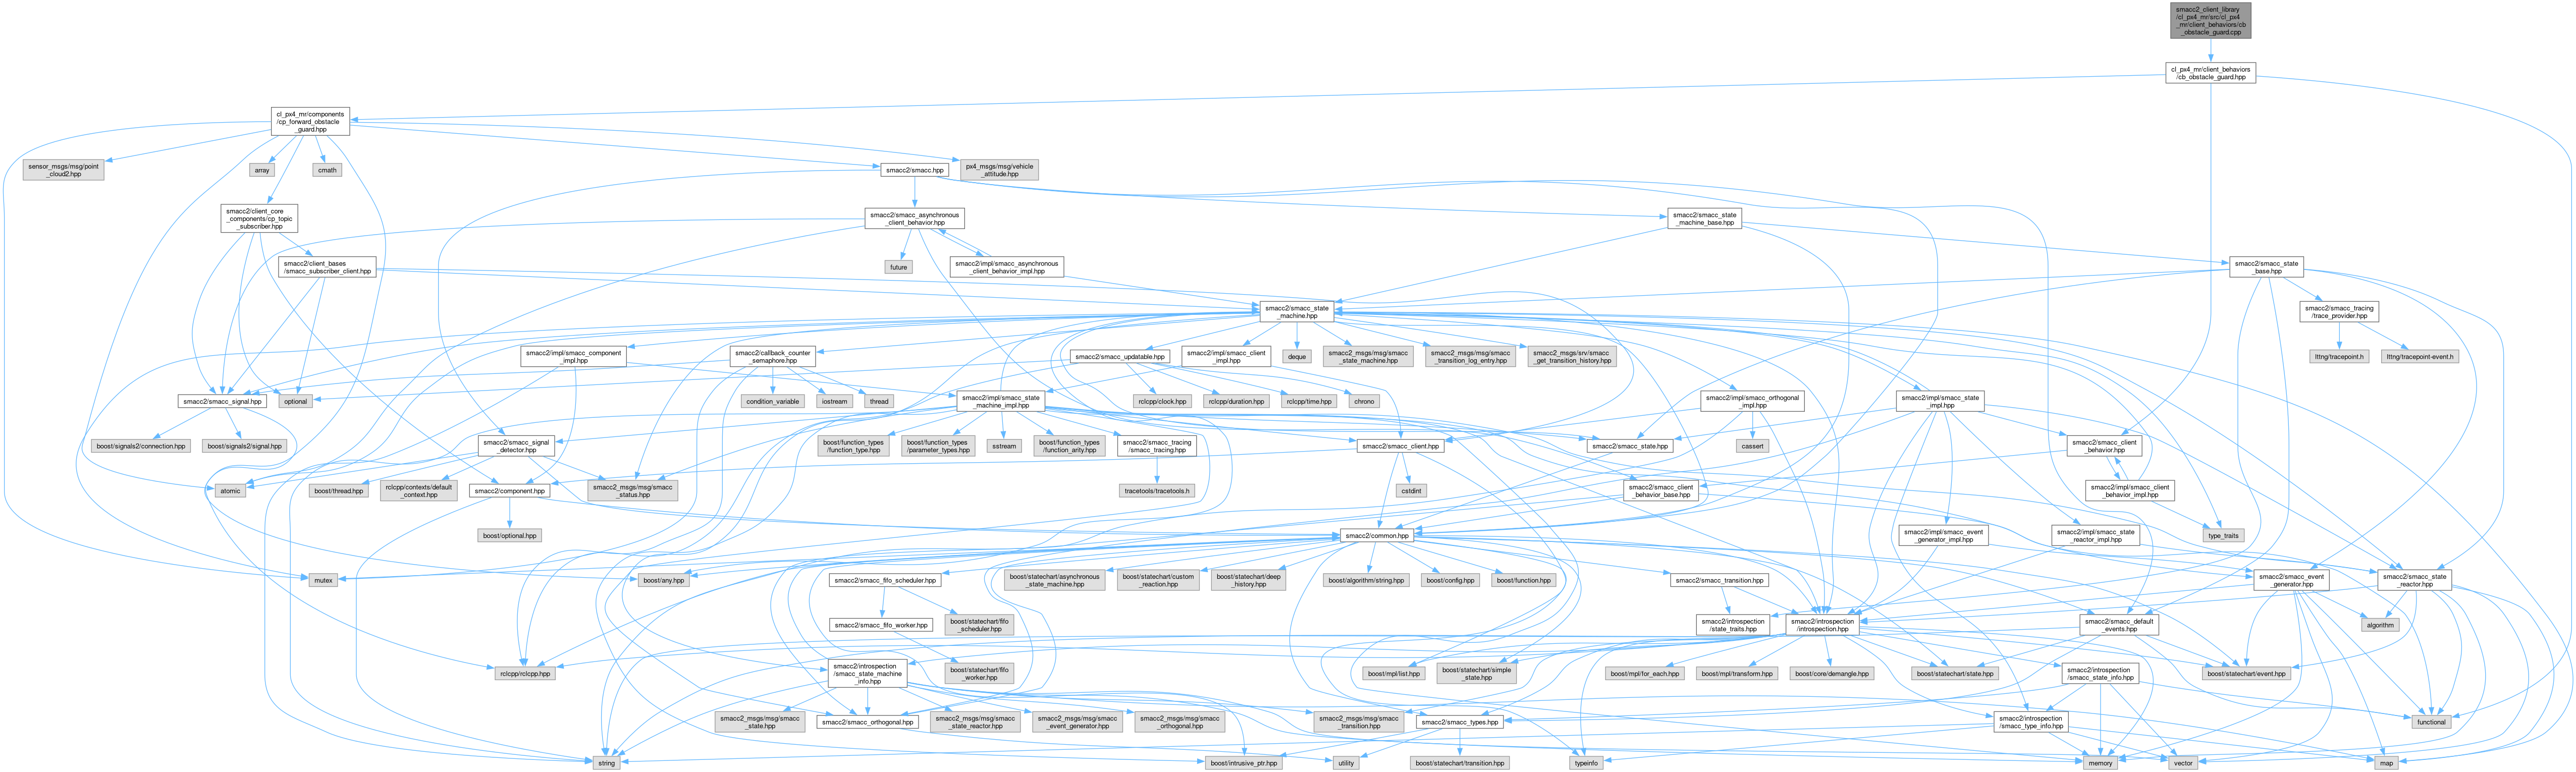 smacc2_client_library
/cl_px4_mr/src/cl_px4
_mr/client_behaviors/cb
_obstacle_guard.cpp
cl_px4_mr/client_behaviors
/cb_obstacle_guard.hpp
cl_px4_mr/components
/cp_forward_obstacle
_guard.hpp
sensor_msgs/msg/point
_cloud2.hpp
array
cmath
smacc2/smacc.hpp
px4_msgs/msg/vehicle
_attitude.hpp
smacc2/client_core
_components/cp_topic
_subscriber.hpp
smacc2/smacc_asynchronous
_client_behavior.hpp
smacc2/smacc_state
_machine_base.hpp
smacc2/client_bases
/smacc_subscriber_client.hpp
future
smacc2/impl/smacc_asynchronous
_client_behavior_impl.hpp
smacc2/smacc_state
_base.hpp
smacc2/smacc_state
_machine.hpp
smacc2/smacc_tracing
/trace_provider.hpp
smacc2/impl/smacc_component
_impl.hpp
smacc2/callback_counter
_semaphore.hpp
smacc2/smacc_updatable.hpp
smacc2/impl/smacc_client
_impl.hpp
deque
smacc2_msgs/msg/smacc
_state_machine.hpp
smacc2_msgs/msg/smacc
_transition_log_entry.hpp
smacc2_msgs/srv/smacc
_get_transition_history.hpp
lttng/tracepoint.h
lttng/tracepoint-event.h
smacc2/smacc_signal.hpp
optional
condition_variable
iostream
thread
smacc2/impl/smacc_state
_machine_impl.hpp
rclcpp/clock.hpp
rclcpp/duration.hpp
rclcpp/time.hpp
chrono
smacc2/impl/smacc_orthogonal
_impl.hpp
smacc2/impl/smacc_state
_impl.hpp
boost/signals2/connection.hpp
boost/signals2/signal.hpp
smacc2/smacc_signal
_detector.hpp
boost/function_types
/function_type.hpp
boost/function_types
/parameter_types.hpp
sstream
boost/function_types
/function_arity.hpp
smacc2/smacc_tracing
/smacc_tracing.hpp
smacc2/smacc_client.hpp
smacc2/smacc_state.hpp
cassert
smacc2/smacc_client
_behavior.hpp
atomic
boost/thread.hpp
rclcpp/contexts/default
_context.hpp
smacc2/component.hpp
smacc2_msgs/msg/smacc
_status.hpp
tracetools/tracetools.h
cstdint
smacc2/smacc_client
_behavior_base.hpp
smacc2/impl/smacc_client
_behavior_impl.hpp
boost/optional.hpp
smacc2/common.hpp
smacc2/impl/smacc_event
_generator_impl.hpp
smacc2/impl/smacc_state
_reactor_impl.hpp
type_traits
mutex
boost/any.hpp
smacc2/smacc_fifo_scheduler.hpp
boost/statechart/asynchronous
_state_machine.hpp
boost/statechart/custom
_reaction.hpp
boost/statechart/deep
_history.hpp
boost/algorithm/string.hpp
boost/config.hpp
boost/function.hpp
smacc2/smacc_transition.hpp
smacc2/smacc_event
_generator.hpp
smacc2/smacc_state
_reactor.hpp
smacc2/smacc_fifo_worker.hpp
boost/statechart/fifo
_scheduler.hpp
smacc2/introspection
/state_traits.hpp
smacc2/introspection
/introspection.hpp
smacc2/smacc_default
_events.hpp
algorithm
rclcpp/rclcpp.hpp
smacc2/introspection
/smacc_state_machine
_info.hpp
boost/statechart/fifo
_worker.hpp
boost/mpl/list.hpp
boost/statechart/simple
_state.hpp
boost/mpl/for_each.hpp
boost/mpl/transform.hpp
boost/core/demangle.hpp
boost/statechart/state.hpp
smacc2/introspection
/smacc_state_info.hpp
boost/statechart/event.hpp
smacc2_msgs/msg/smacc
_state.hpp
smacc2/smacc_orthogonal.hpp
smacc2_msgs/msg/smacc
_state_reactor.hpp
smacc2_msgs/msg/smacc
_event_generator.hpp
smacc2_msgs/msg/smacc
_orthogonal.hpp
smacc2_msgs/msg/smacc
_transition.hpp
smacc2/smacc_types.hpp
smacc2/introspection
/smacc_type_info.hpp
functional
string
boost/intrusive_ptr.hpp
utility
boost/statechart/transition.hpp
typeinfo
memory
vector
map